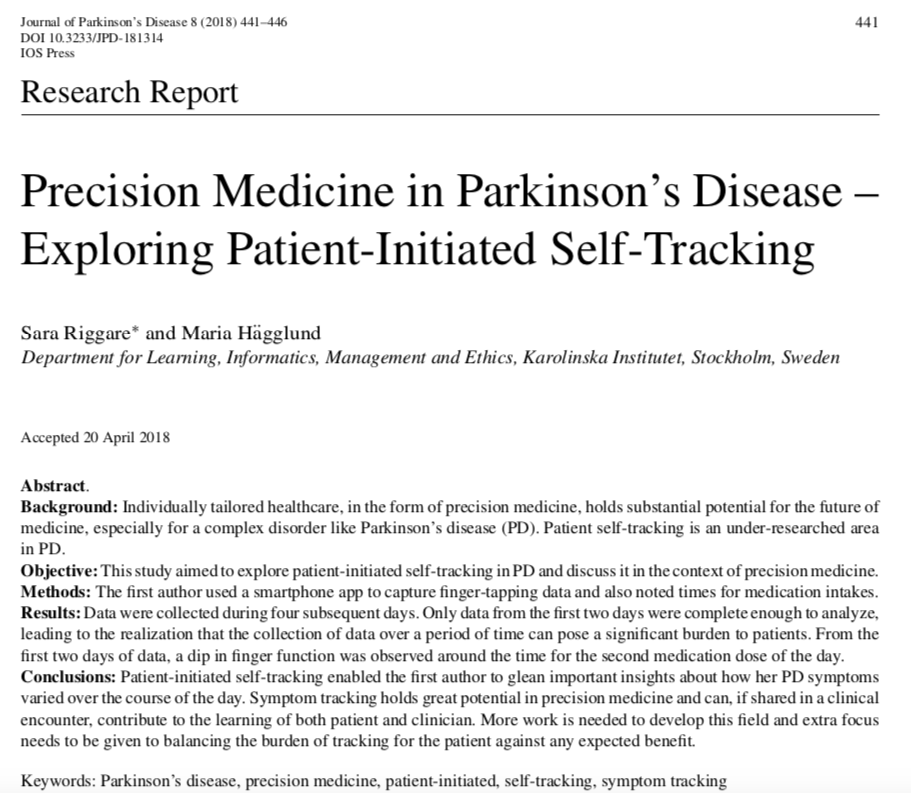 Journal of Parkinson's Disease 8 (2018) 441–446
441
DOI 10.3233/JPD-181314
IOS Press
Research Report
Precision Medicine in Parkinson's Disease –
Exploring Patient-Initiated Self-Tracking
Sara Riggare* and Maria Hägglund
Department for Learning, Informatics, Management and Ethics, Karolinska Institutet, Stockholm, Sweden
Accepted 20 April 2018
Abstract.
Background: Individually tailored healthcare, in the form of precision medicine, holds substantial potential for the future of
medicine, especially for a complex disorder like Parkinson's disease (PD). Patient self-tracking is an under-researched area
in PD.
Objective: This study aimed to explore patient-initiated self-tracking in PD and discuss it in the context of precision medicine.
Methods: The first author used a smartphone app to capture finger-tapping data and also noted times for medication intakes.
Results: Data were collected during four subsequent days. Only data from the first two days were complete enough to analyze,
leading to the realization that the collection of data over a period of time can pose a significant burden to patients. From the
first two days of data, a dip in finger function was observed around the time for the second medication dose of the day.
Conclusions: Patient-initiated self-tracking enabled the first author to glean important insights about how her PD symptoms
varied over the course of the day. Symptom tracking holds great potential in precision medicine and can, if shared in a clinical
encounter, contribute to the learning of both patient and clinician. More work is needed to develop this field and extra focus
needs to be given to balancing the burden of tracking for the patient against any expected benefit.
Keywords: Parkinson's disease, precision medicine, patient-initiated, self-tracking, symptom tracking